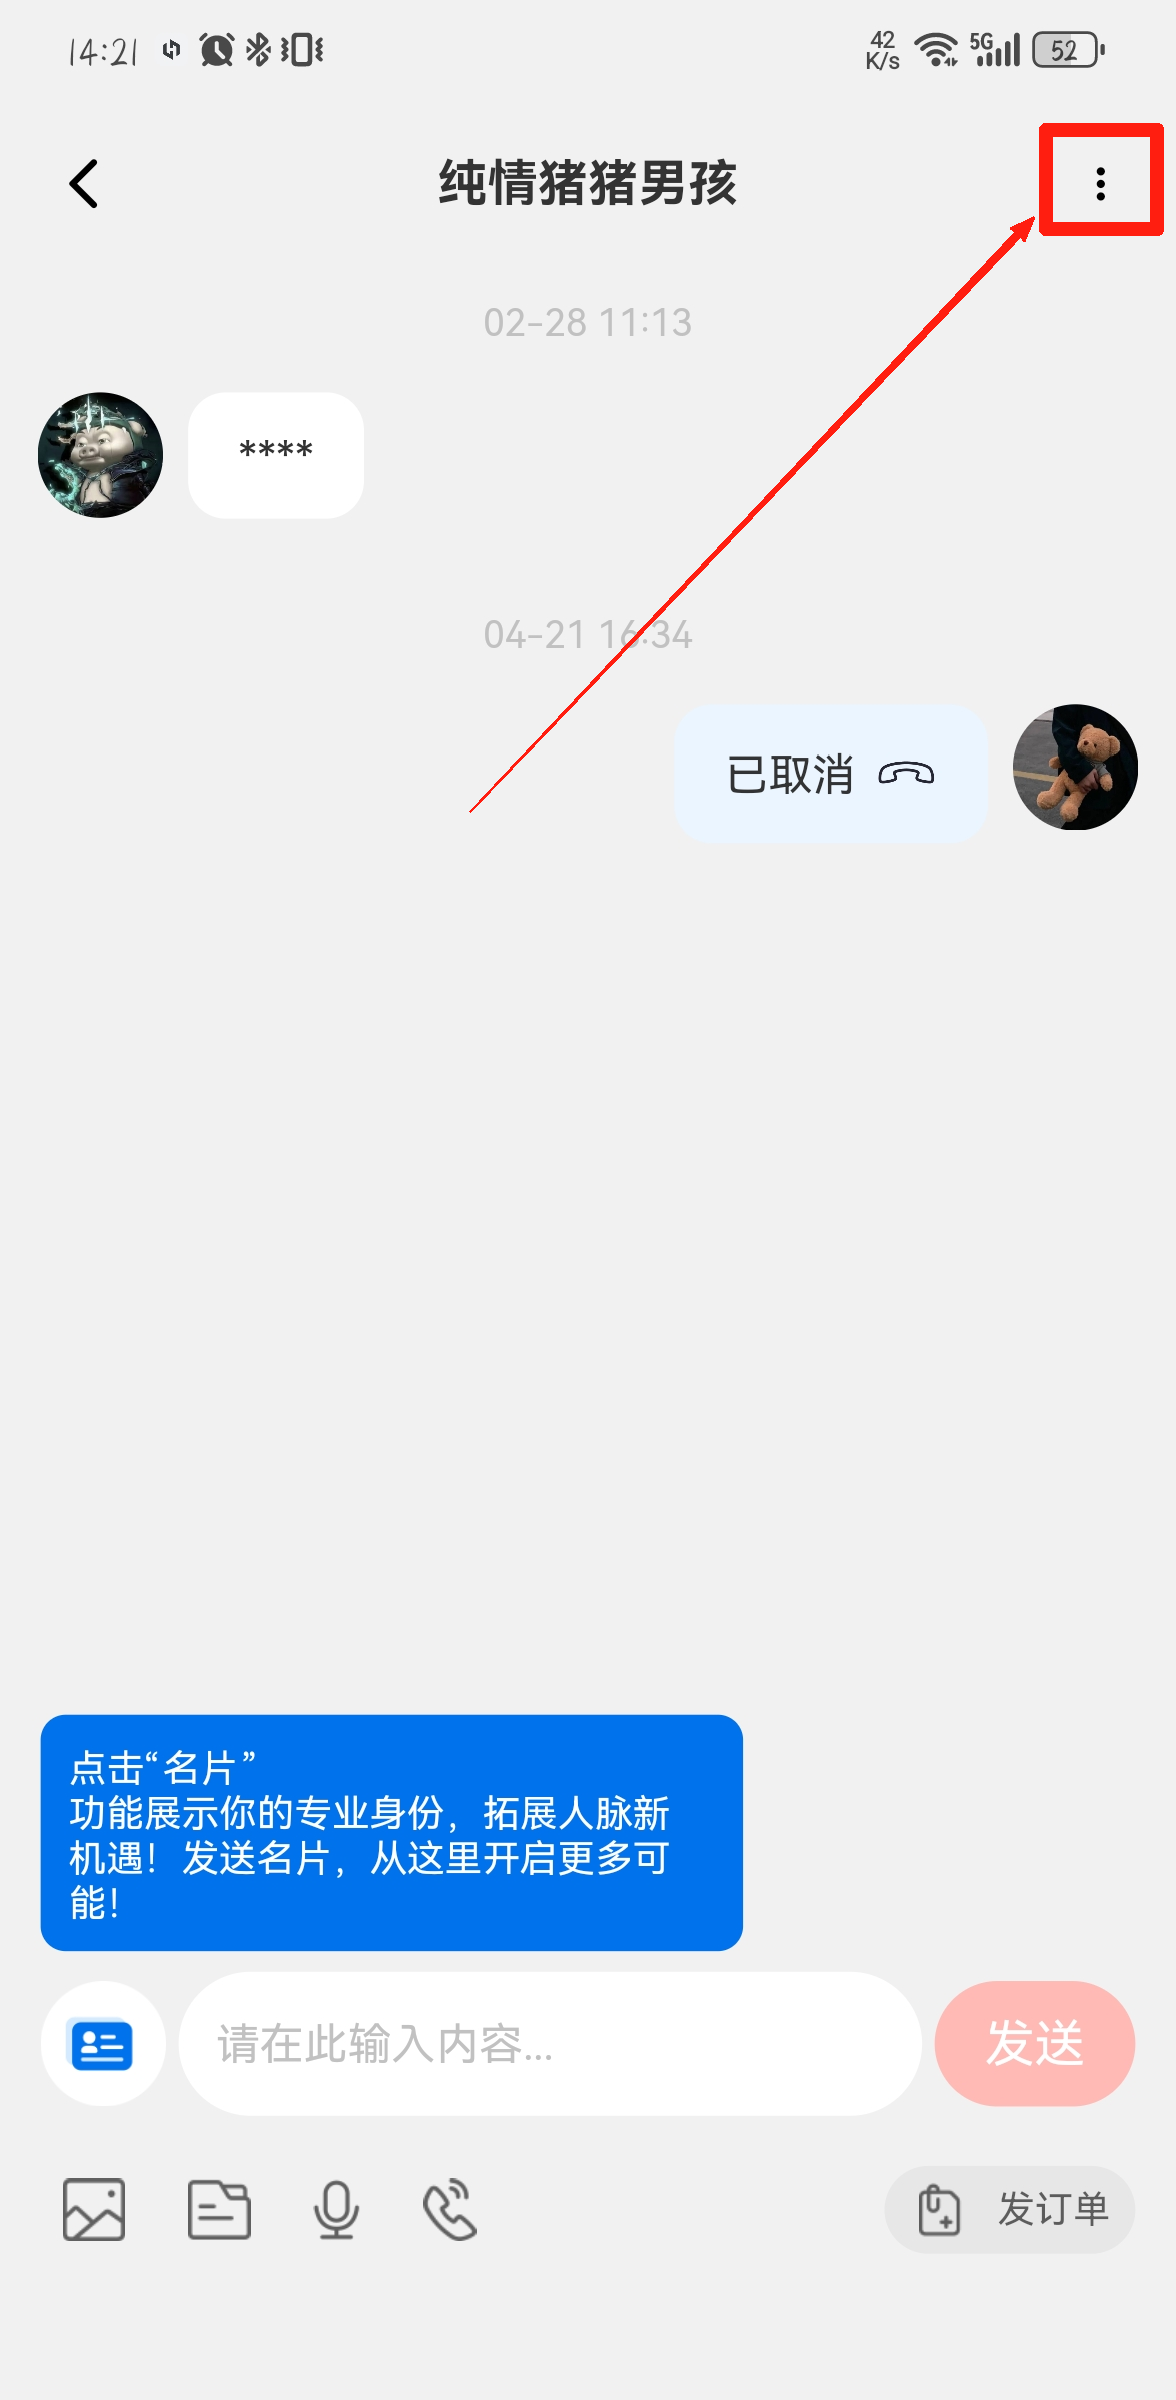 14:21
42
K/s
5G
52
纯情猪猪男孩
02-28 11:13
****
04-21 16:34
已取消
点击“名片”
功能展示你的专业身份，拓展人脉新
机遇！发送名片，从这里开启更多可
能！
请在此输入内容...
发送
发订单